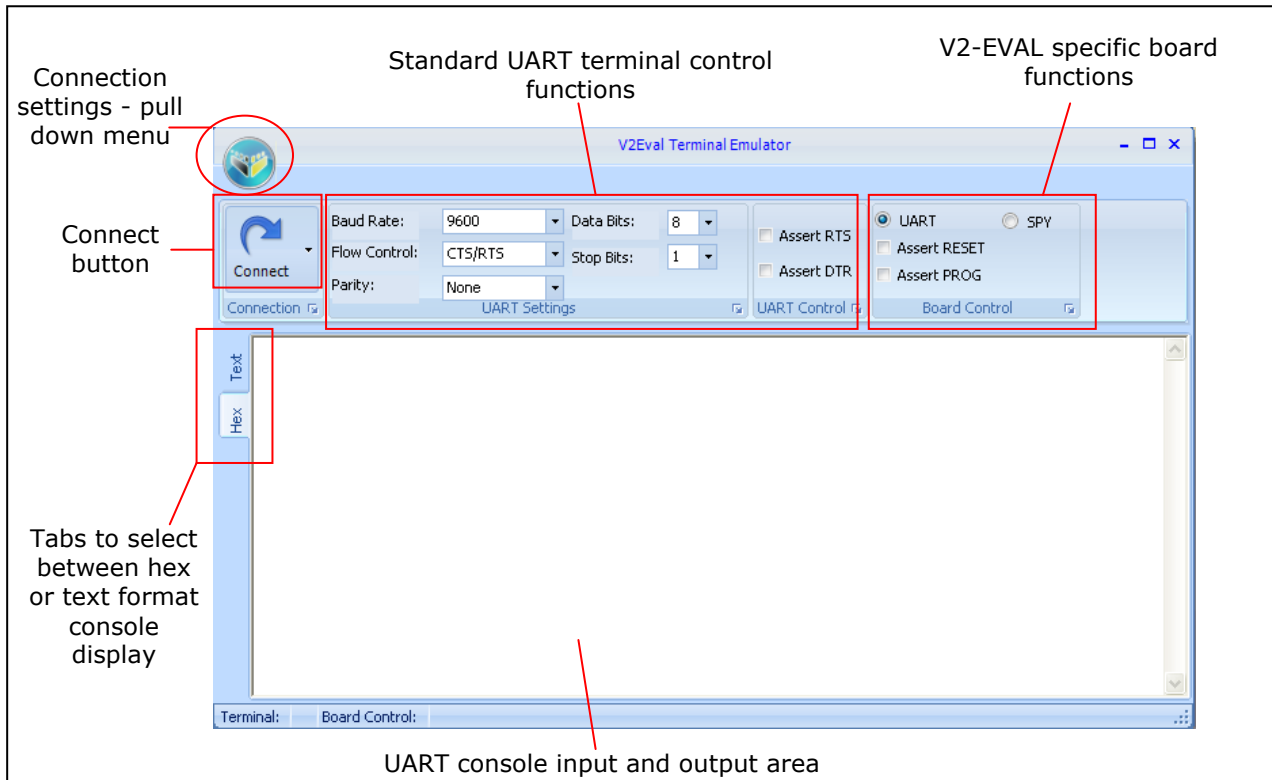 Connection
settings - pull
down menu
Standard UART terminal control
functions
V2-EVAL specific board
functions
V2Eval Terminal Emulator
Connect
button
Connect
Connection
Baud Rate: 9600
Data Bits: 8
Flow Control: CTS/RTS
Stop Bits: 1
Parity: None
UART Settings
Assert RTS
Assert DTR
UART Control
UART
SPY
Assert RESET
Assert PROG
Board Control
Text
Hex
Tabs to select
between hex
or text format
console
display
Terminal:
Board Control:
UART console input and output area